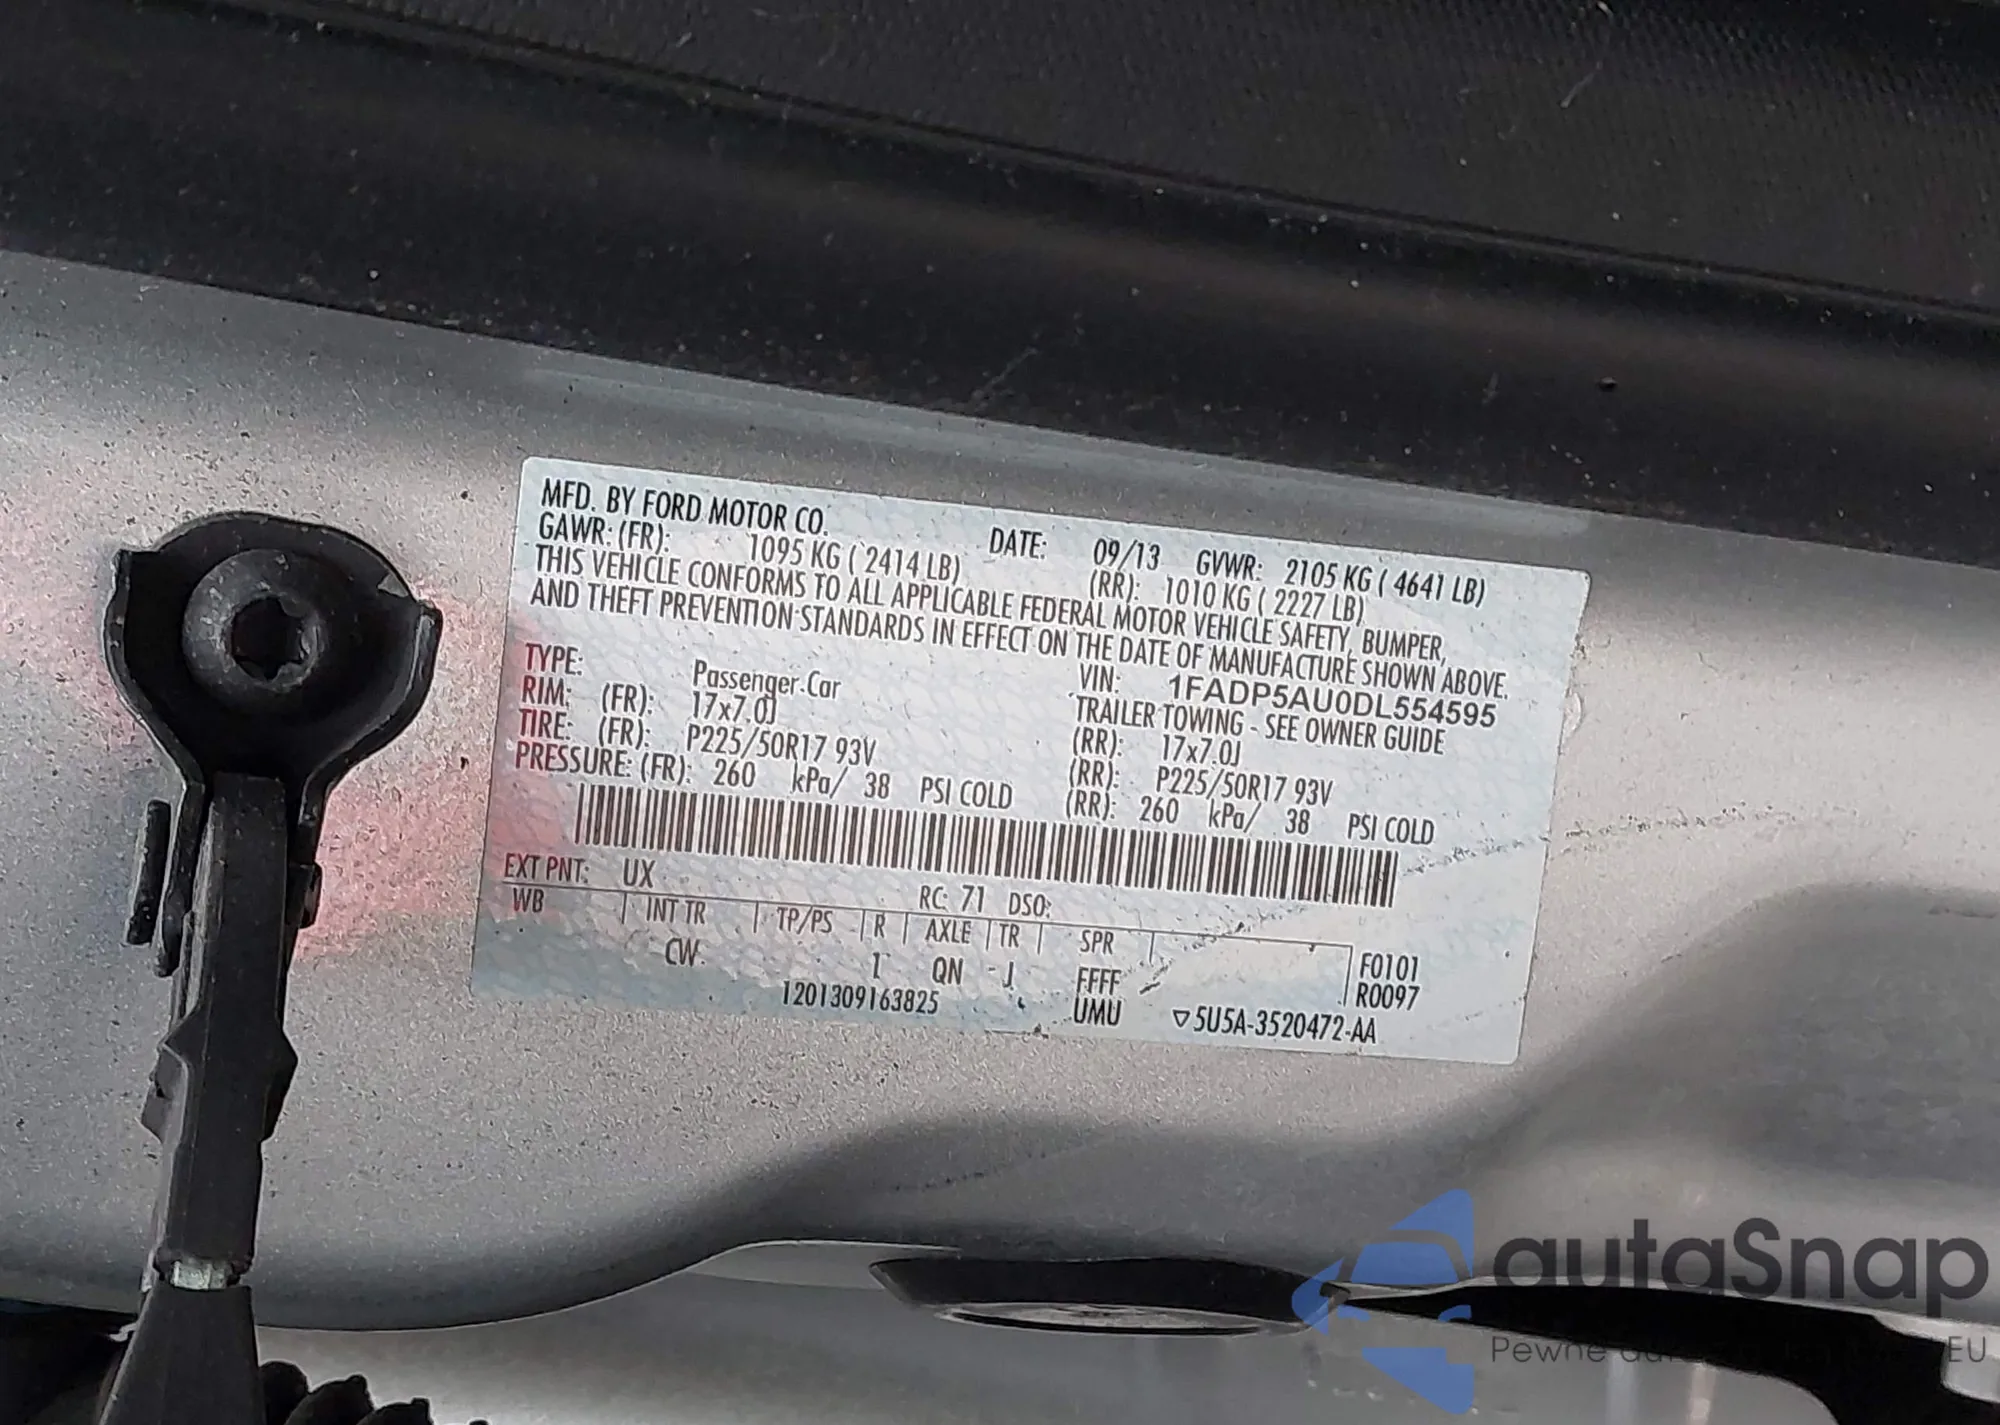 MFD. BY FORD MOTOR CO. DATE: 09/13 GVWR: 2105 KG ( 4641 LB)
GAWR: (FR): 1095 KG ( 2414 LB) (RR): 1010 KG ( 2227 LB)
THIS VEHICLE CONFORMS TO ALL APPLICABLE FEDERAL MOTOR VEHICLE SAFETY, BUMPER,
AND THEFT PREVENTION STANDARDS IN EFFECT ON THE DATE OF MANUFACTURE SHOWN ABOVE.
VIN: 1FADP5AU0DL554595
TYPE: Passenger Car TRAILER TOWING - SEE OWNER GUIDE
RIM: (FR): 17x7.0J (RR): 17x7.0J
TIRE: (FR): P225/50R17 93V (RR): P225/50R17 93V
PRESSURE: (FR): 260 kPa/ 38 PSI COLD (RR): 260 kPa/ 38 PSI COLD
EXT PNT: UX RC: 71 DSO:
WB | INT TR | TP/PS | R | AXLE | TR | SPR |
CW 1 QN J FFFF F0101
UMU R0097
1201309163825 ▽5U5A-3520472-AA
autaSnap
Pewne EU